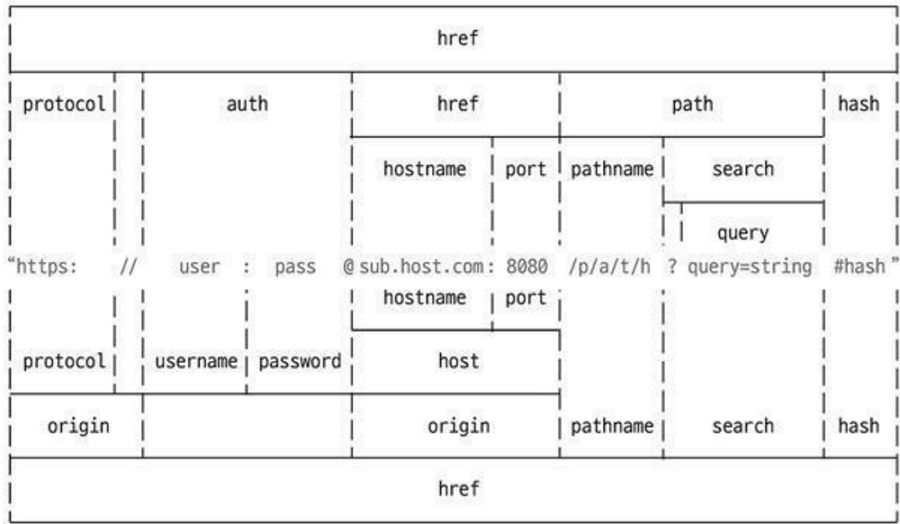 href
protocol auth href path hash
hostname port pathname search
query
“https: // user : pass @ sub.host.com: 8080 /p/a/t/h ? query=string #hash”
hostname port
protocol username password host
origin origin pathname search hash
href